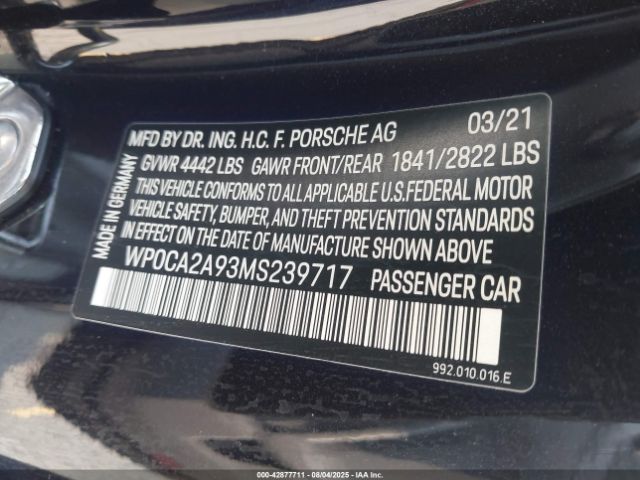 MFD BY DR. ING. H.C. F. PORSCHE AG 03/21
GVWR 4442 LBS GAWR FRONT/REAR 1841/2822 LBS
THIS VEHICLE CONFORMS TO ALL APPLICABLE U.S.FEDERAL MOTOR
VEHICLE SAFETY, BUMPER, AND THEFT PREVENTION STANDARDS
IN EFFECT ON THE DATE OF MANUFACTURE SHOWN ABOVE
WP0CA2A93MS239717 PASSENGER CAR
MADE IN GERMANY
992.010.016.E
000-42877711 - 08/04/2025 - IAAI.COM